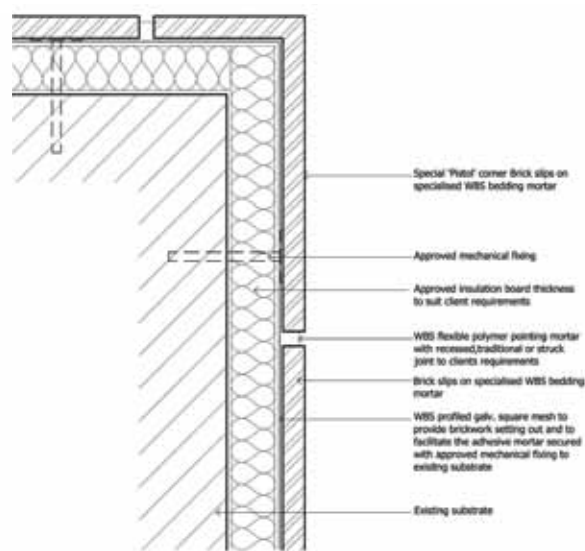 Special 'Pistol' corner Brick slips on
specialised WBS bedding mortar
Approved mechanical fixing
Approved insulation board thickness
to suit client requirements
WBS flexible polymer pointing mortar
with recessed,traditional or struck
joint to clients requirements
Brick slips on specialised WBS bedding
mortar
WBS profiled galv. square mesh to
provide brickwork setting out and to
facilitate the adhesive mortar secured
with approved mechanical fixing to
existing substrate
Existing substrate